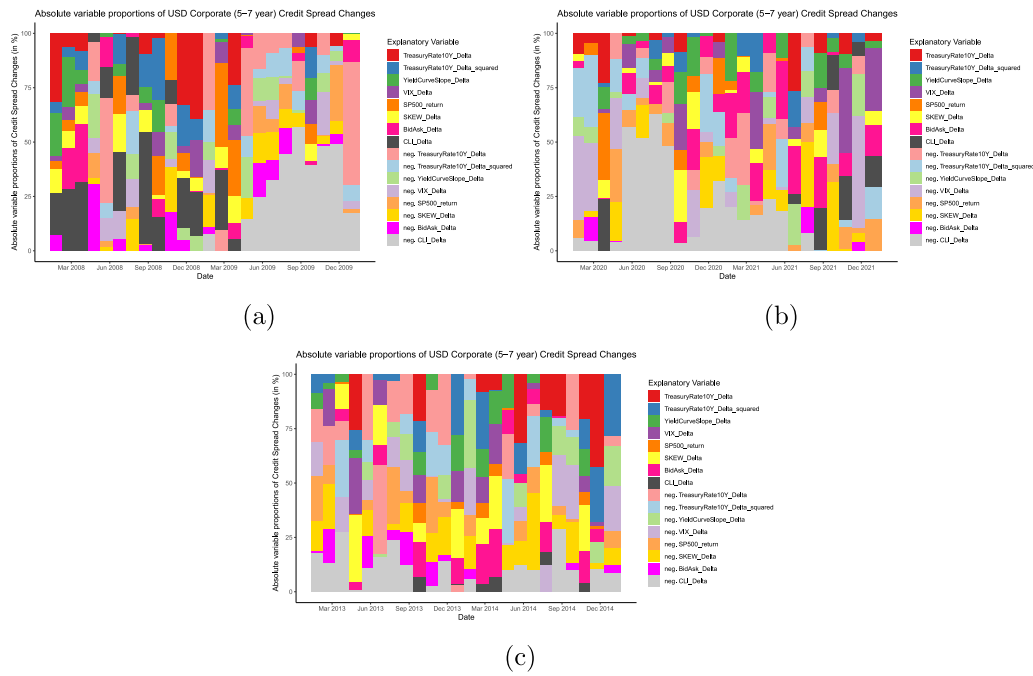 Absolute variable proportions of USD Corporate (5–7 year) Credit Spread Changes
Absolute variable proportions of Credit Spread Changes (in %)
100
75
50
25
0
Mar 2008 Jun 2008 Sep 2008 Dec 2008 Mar 2009 Jun 2009 Sep 2009 Dec 2009
Date
Explanatory Variable
TreasuryRate10Y_Delta
TreasuryRate10Y_Delta_squared
YieldCurveSlope_Delta
VIX_Delta
SP500_return
SKEW_Delta
BidAsk_Delta
CLI_Delta
neg. TreasuryRate10Y_Delta
neg. TreasuryRate10Y_Delta_squared
neg. YieldCurveSlope_Delta
neg. VIX_Delta
neg. SP500_return
neg. SKEW_Delta
neg. BidAsk_Delta
neg. CLI_Delta
(a)
Absolute variable proportions of USD Corporate (5–7 year) Credit Spread Changes
Absolute variable proportions of Credit Spread Changes (in %)
100
75
50
25
0
Mar 2020 Jun 2020 Sep 2020 Dec 2020 Mar 2021 Jun 2021 Sep 2021 Dec 2021
Date
Explanatory Variable
TreasuryRate10Y_Delta
TreasuryRate10Y_Delta_squared
YieldCurveSlope_Delta
VIX_Delta
SP500_return
SKEW_Delta
BidAsk_Delta
CLI_Delta
neg. TreasuryRate10Y_Delta
neg. TreasuryRate10Y_Delta_squared
neg. YieldCurveSlope_Delta
neg. VIX_Delta
neg. SP500_return
neg. SKEW_Delta
neg. BidAsk_Delta
neg. CLI_Delta
(b)
Absolute variable proportions of USD Corporate (5–7 year) Credit Spread Changes
Absolute variable proportions of Credit Spread Changes (in %)
100
75
50
25
0
Mar 2013 Jun 2013 Sep 2013 Dec 2013 Mar 2014 Jun 2014 Sep 2014 Dec 2014
Date
Explanatory Variable
TreasuryRate10Y_Delta
TreasuryRate10Y_Delta_squared
YieldCurveSlope_Delta
VIX_Delta
SP500_return
SKEW_Delta
BidAsk_Delta
CLI_Delta
neg. TreasuryRate10Y_Delta
neg. TreasuryRate10Y_Delta_squared
neg. YieldCurveSlope_Delta
neg. VIX_Delta
neg. SP500_return
neg. SKEW_Delta
neg. BidAsk_Delta
neg. CLI_Delta
(c)